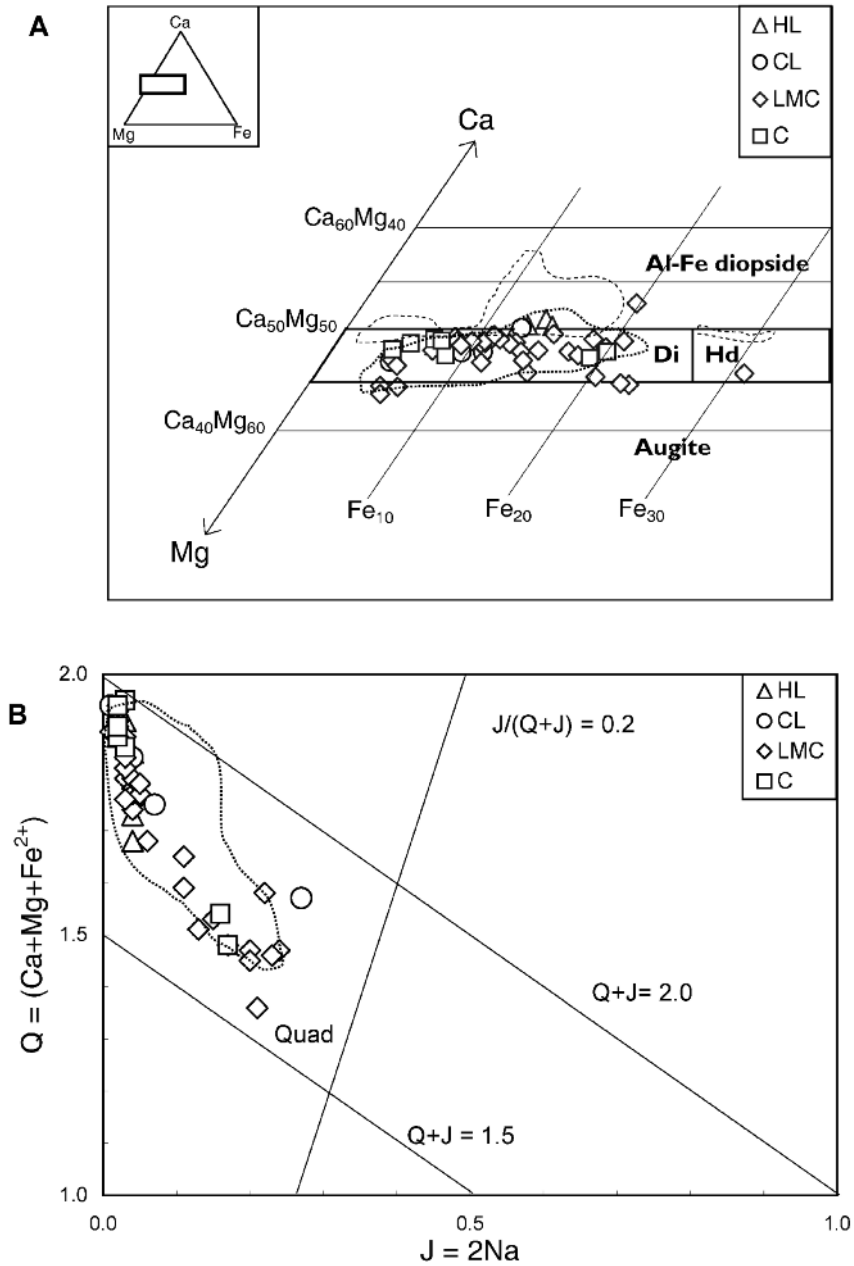 A
Ca
Mg
Fe
HL
CL
LMC
C
Ca
Ca₆₀Mg₄₀
Al-Fe diopside
Ca₅₀Mg₅₀
Di
Hd
Ca₄₀Mg₆₀
Augite
Fe₁₀
Fe₂₀
Fe₃₀
Mg
B
2.0
HL
CL
LMC
C
J/(Q+J) = 0.2
Q = (Ca+Mg+Fe²⁺)
1.5
Q+J= 2.0
Quad
Q+J = 1.5
1.0
0.0
0.5
1.0
J = 2Na